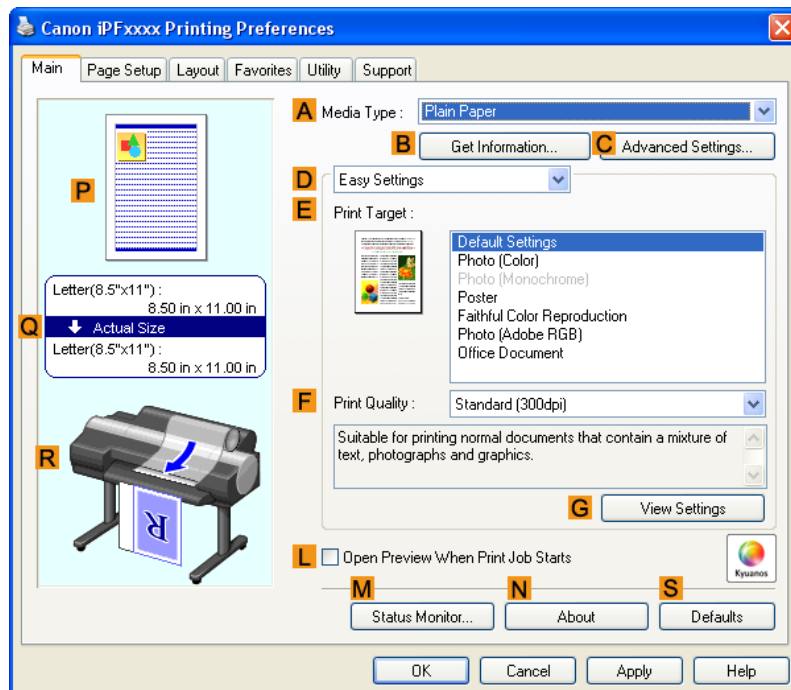 Canon iPFxxxx Printing Preferences
Main Page Setup Layout Favorites Utility Support
A Media Type : Plain Paper
B Get Information... C Advanced Settings...
D Easy Settings
E Print Target :
P
Default Settings
Photo (Color)
Photo (Monochrome)
Poster
Faithful Color Reproduction
Photo (Adobe RGB)
Office Document
Letter(8.5"x11") :
8.50 in x 11.00 in
Q Actual Size
Letter(8.5"x11") :
8.50 in x 11.00 in
F Print Quality : Standard (300dpi)
Suitable for printing normal documents that contain a mixture of
text, photographs and graphics.
R
R
G View Settings
L Open Preview When Print Job Starts
Kyuanos
M N S
Status Monitor... About Defaults
OK Cancel Apply Help